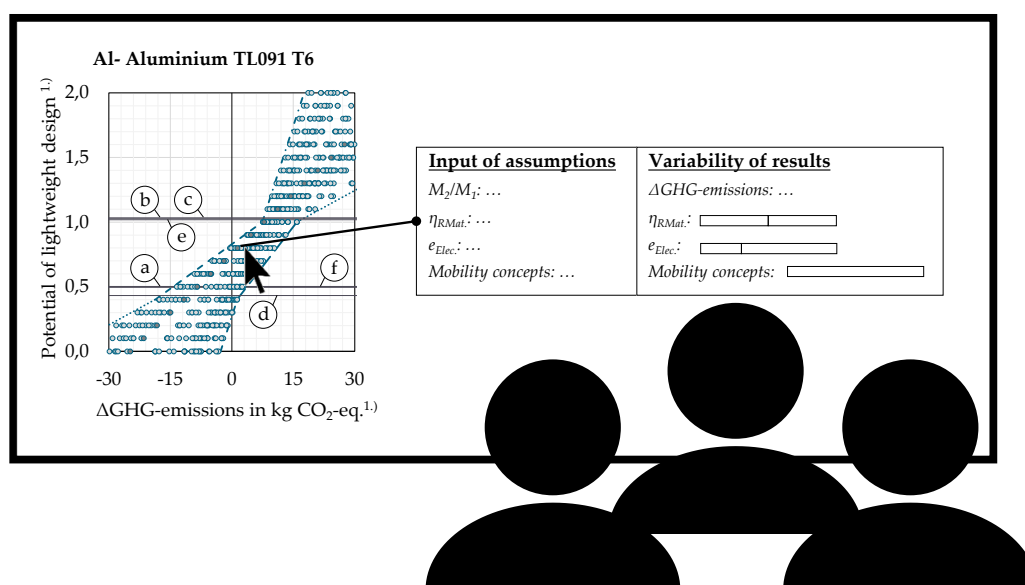 Al- Aluminium TL091 T6
Potential of lightweight design 1.)
2,0
1,5
1,0
0,5
0,0
b
c
e
a
f
d
-30 -15 0 15 30
ΔGHG-emissions in kg CO2-eq.1.)
Input of assumptions
M2/M1: …
ηRMat.: …
eElec.: …
Mobility concepts: …
Variability of results
ΔGHG-emissions: …
ηRMat.:
eElec.:
Mobility concepts: